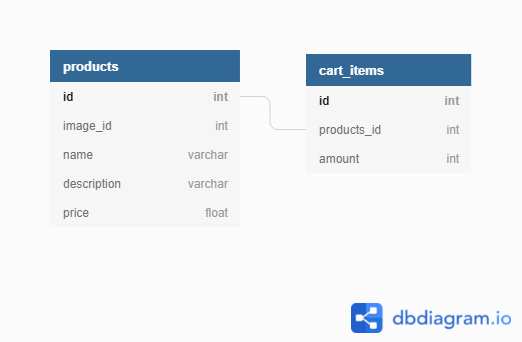 products
id int
image_id int
name varchar
description varchar
price float
cart_items
id int
products_id int
amount int
dbdiagram.io